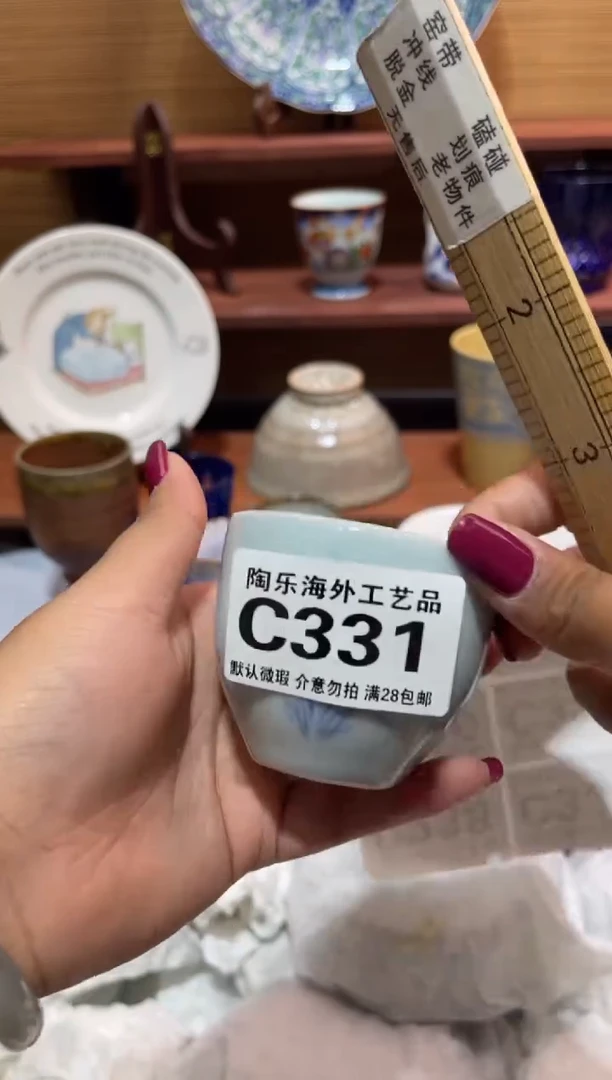 窑带 磕碰
冲线 划痕
脱金 老物件
无售后
2
3
陶乐海外工艺品
C331
默认微瑕 介意勿拍 满28包邮